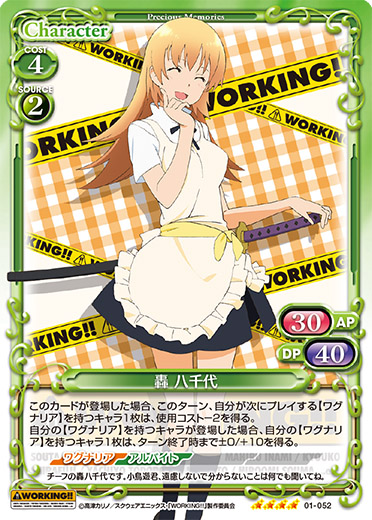 Precious Memories
Character
COST
4
SOURCE
2
WORKING!!
WORKING!!
WORKING!!
WORKING!!
WORKING!!
WORKING!!
30 AP
DP 40
轟 八千代
このカードが登場した場合、このターン、自分が次にプレイする【ワグ
ナリア】を持つキャラ1枚は、使用コスト-2を得る。
自分の【ワグナリア】を持つキャラが登場した場合、自分の【ワグナリ
ア】を持つキャラ1枚は、ターン終了時まで±0/+10を得る。
ワグナリア アルバイト
チーフの轟八千代です。小鳥遊君、遠慮しないで分からないことは何でも聞いてね。
WORKING!!
©高津カリノ/スクウェアエニックス・「WORKING!!」製作委員会
★★★★ 01-052